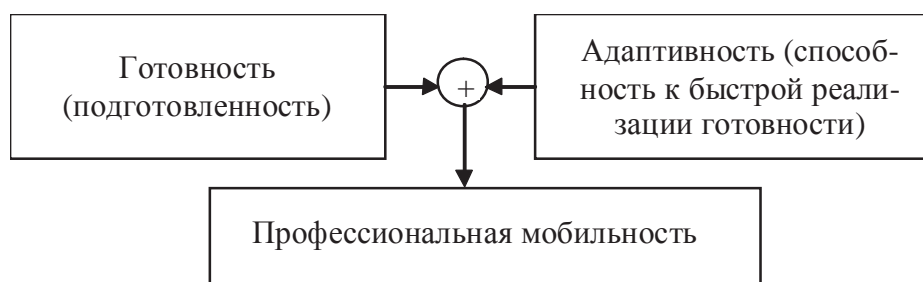 Готовность
(подготовленность)
+
Адаптивность (способ-
ность к быстрой реали-
зации готовности)
Профессиональная мобильность